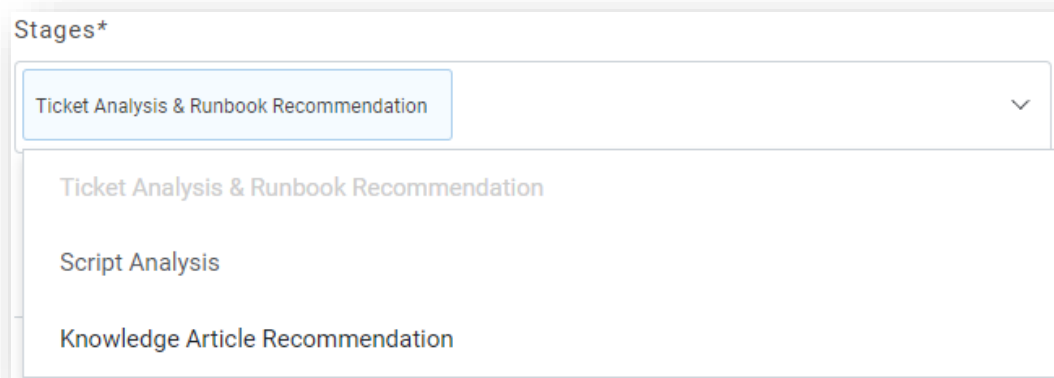 Stages*
Ticket Analysis & Runbook Recommendation
Ticket Analysis & Runbook Recommendation
Script Analysis
Knowledge Article Recommendation